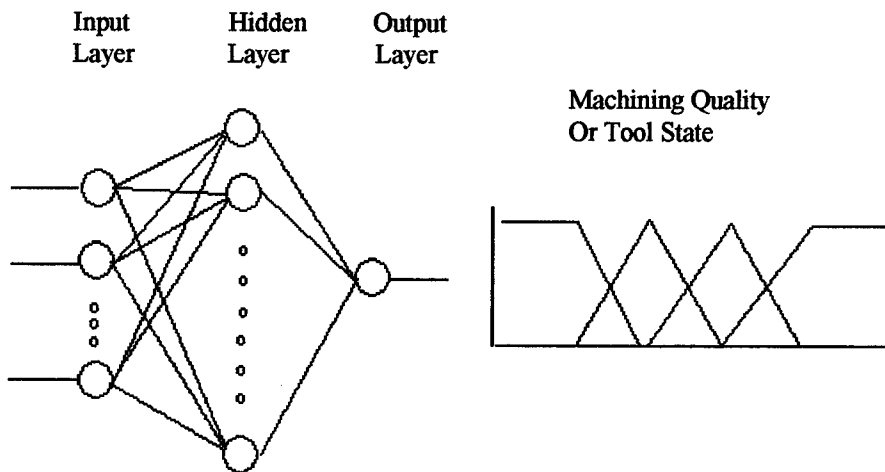 Input
Layer
Hidden
Layer
Output
Layer
Machining Quality
Or Tool State